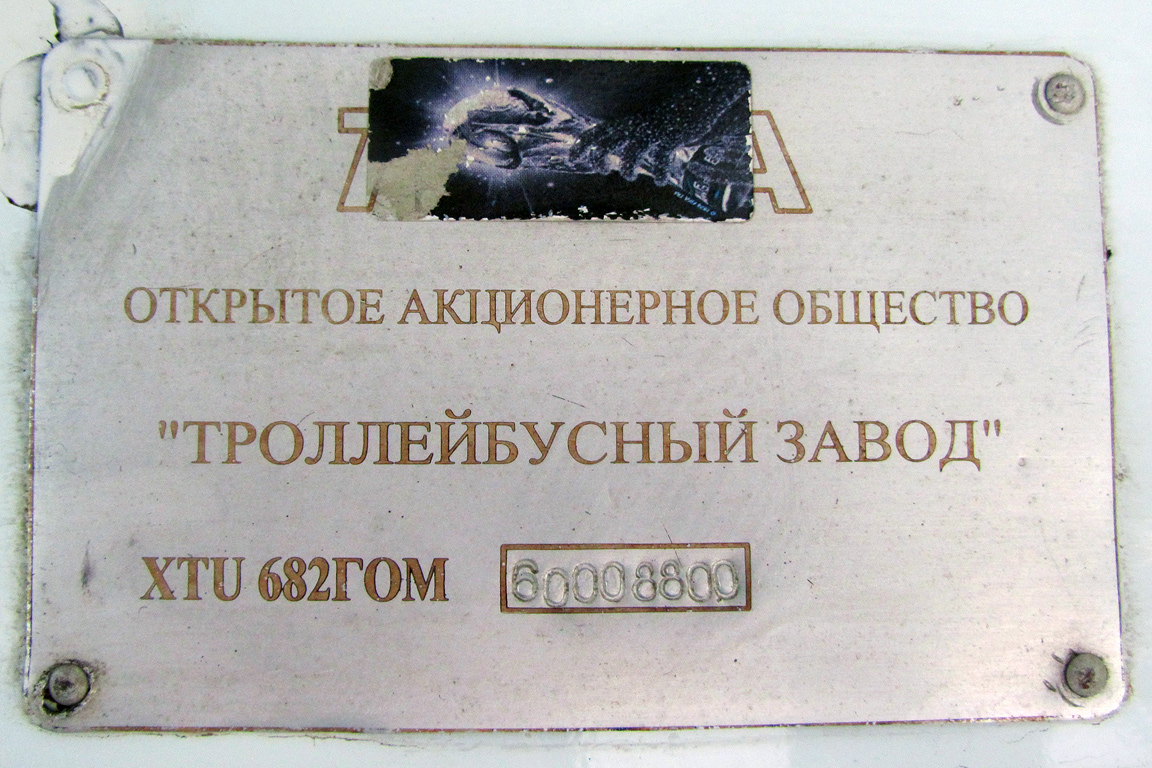 ОТКРЫТОЕ АКЦИОНЕРНОЕ ОБЩЕСТВО
"ТРОЛЛЕЙБУСНЫЙ ЗАВОД"
XTU 682ГОМ 60008800